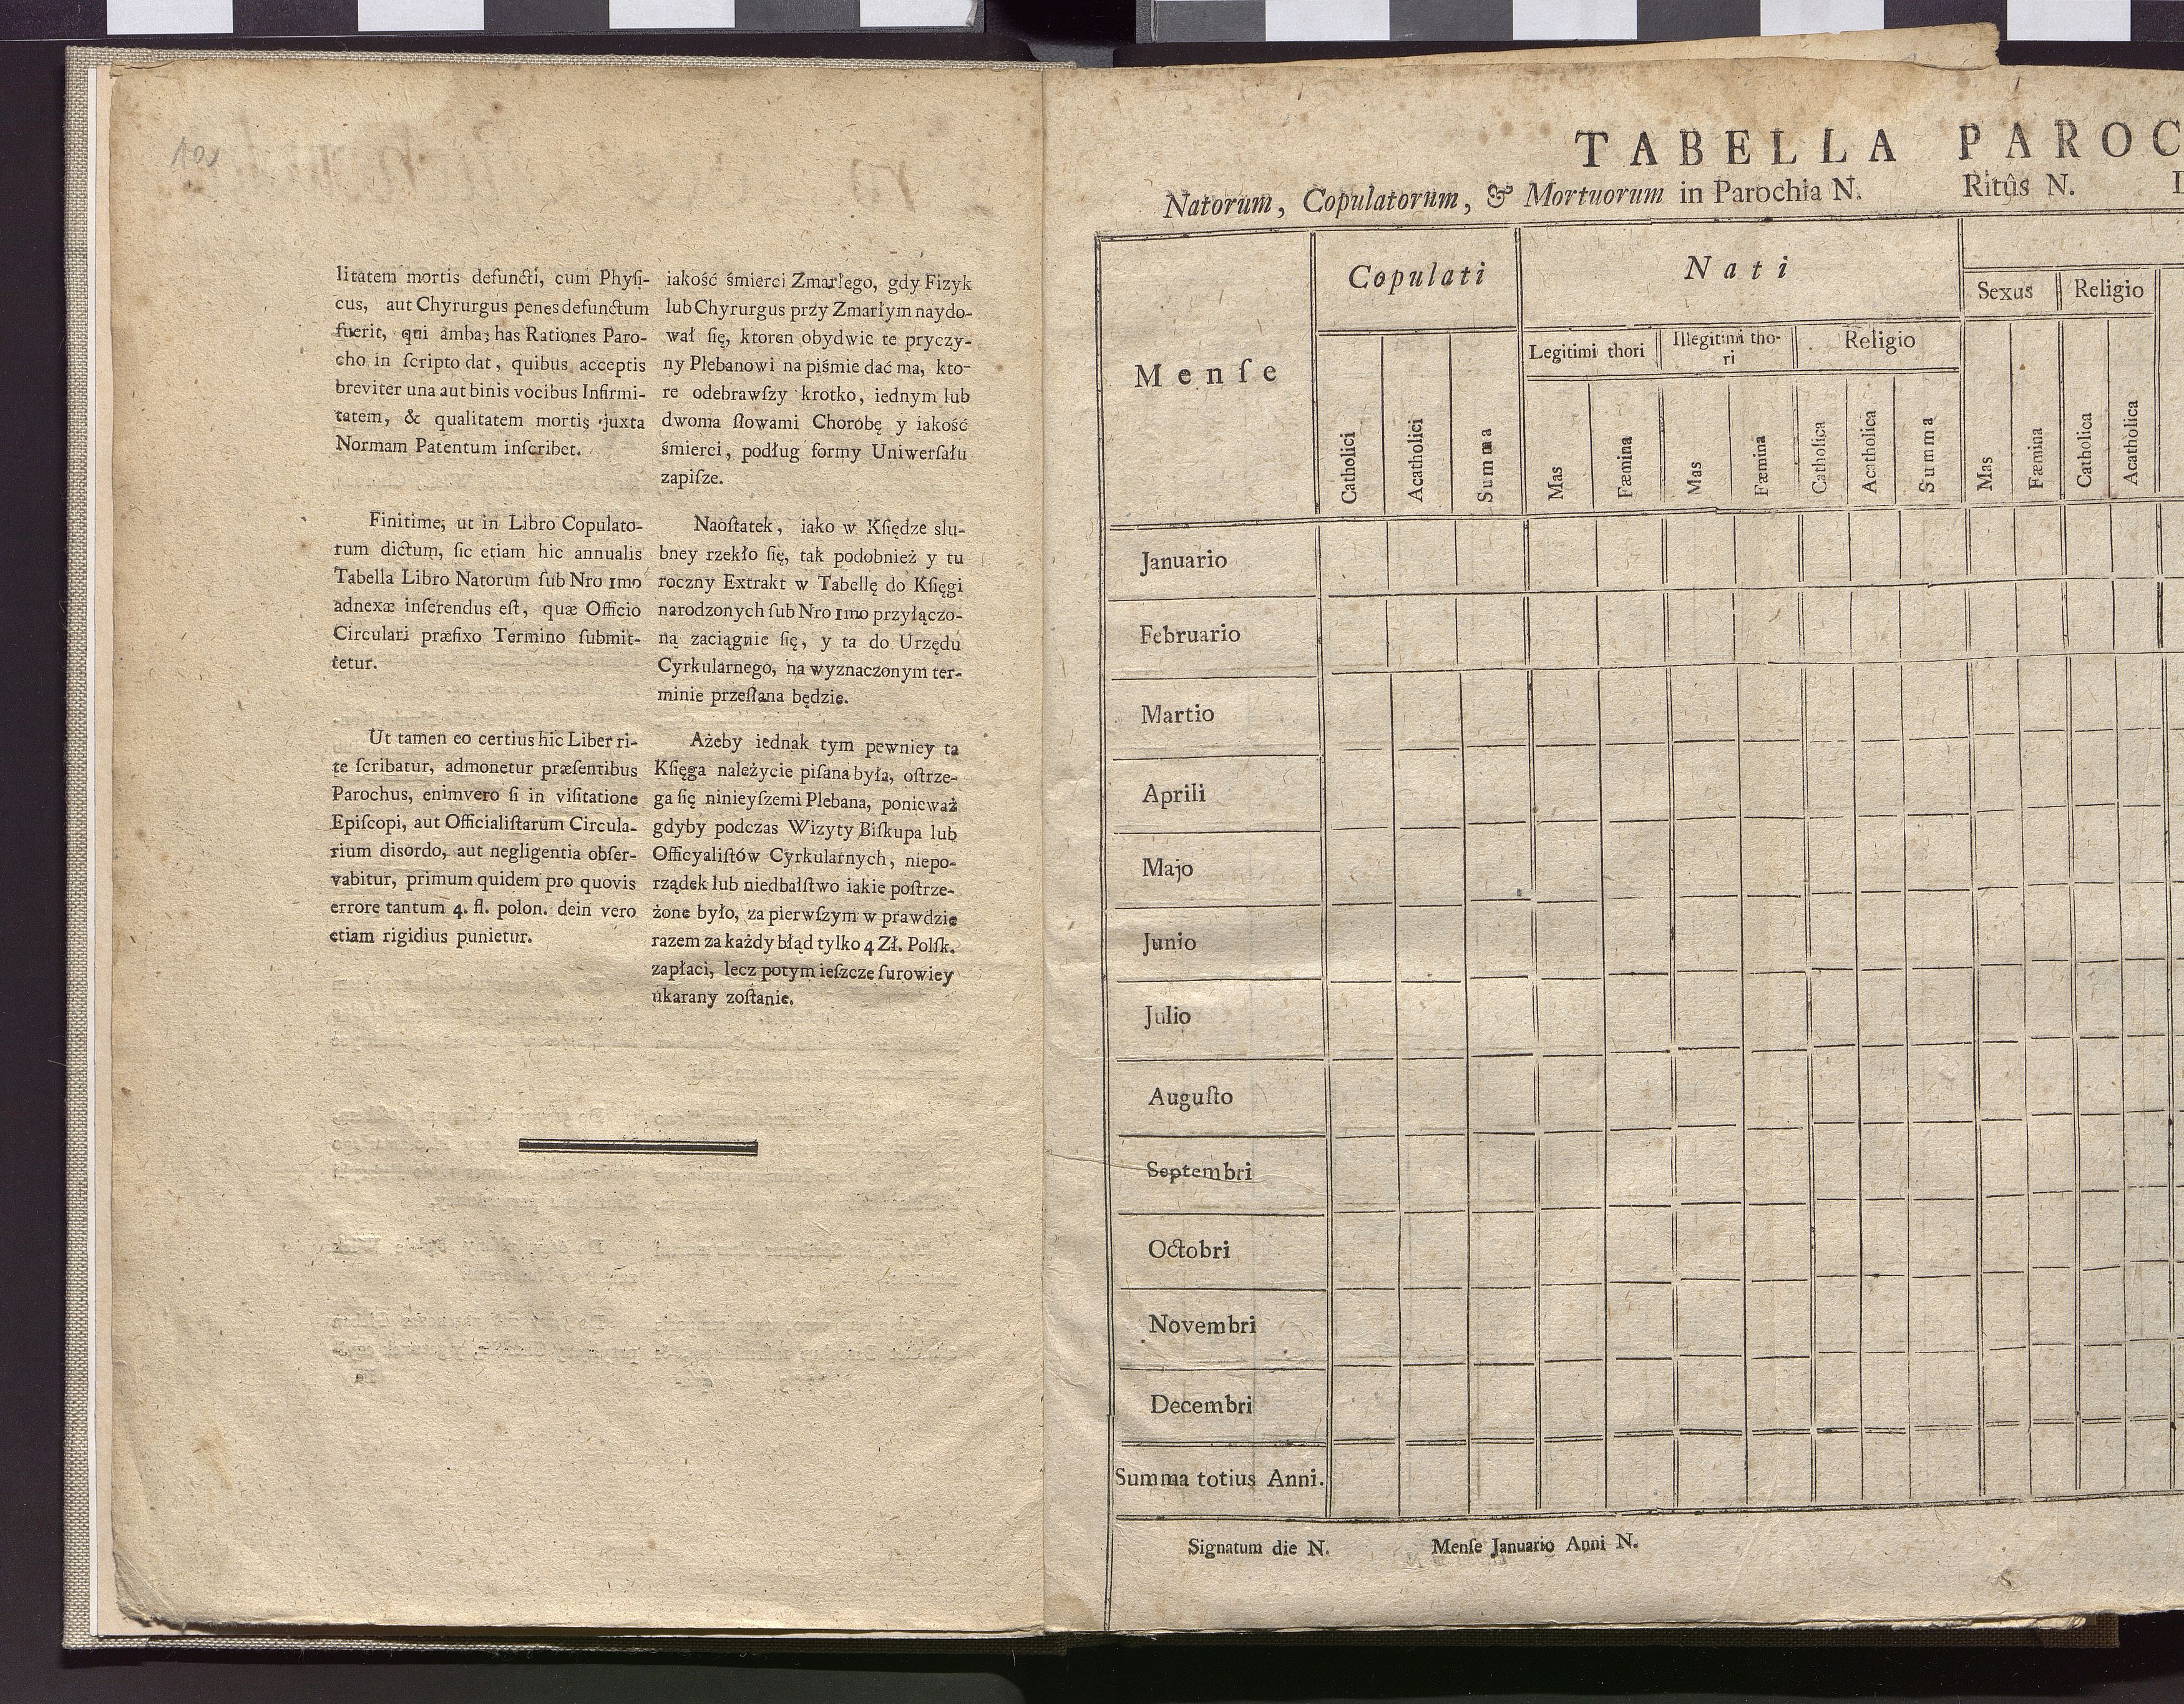 litatem mortis defuncti, cum Phyſi-
cus, aut Chyrurgus penes defunctum
fuerit, qui ambas has Rationes Paro-
cho in ſcripto dat, quibus acceptis
breviter una aut binis vocibus Infirmi-
tatem, & qualitatem mortis juxta
Normam Patentum inſcribet.
Finitime, ut in Libro Copulato-
rum dictum, ſic etiam hic annualis
Tabella Libro Natorum ſub Nro 1mo
adnexæ inſerendus eſt, quæ Officio
Circulari præfixo Termino ſubmit-
tetur.
Ut tamen eo certius hic Liber ri-
te ſcribatur, admonetur præſentibus
Parochus, enimvero ſi in viſitatione
Epiſcopi, aut Officialiſtarum Circula-
rium disordo, aut negligentia obſer-
vabitur, primum quidem pro quovis
errore tantum 4. fl. polon. dein vero
etiam rigidius punietur.
iakość śmierci Zmarłego, gdy Fizyk
lub Chyrurgus przy Zmarłym naydo-
wał ſię, ktoren obydwie te pryczy-
ny Plebanowi na piśmie dać ma, kto-
re odebrawſzy krotko, iednym lub
dwoma ſłowami Chorobę y iakość
śmierci, podług formy Uniwerſału
zapiſze.
Naoſtatek, iako w Kſiędze slu-
bney rzekło ſię, tak podobnież y tu
roczny Extrakt w Tabellę do Kſięgi
narodzonych ſub Nro 1mo przyłączo-
ną zaciągnie ſię, y ta do Urzędu
Cyrkularnego, na wyznaczonym ter-
minie przeſłana będzie.
Ażeby iednak tym pewniey ta
Kſięga należycie piſana była, oſtrze-
ga ſię ninieyſzemi Plebana, ponieważ
gdyby podczas Wizyty Biſkupa lub
Officyaliſtów Cyrkularnych, niepo-
rządek lub niedbalſtwo iakie poſtrze-
żone było, za pierwſzym w prawdzie
razem za każdy błąd tylko 4 Zł. Polſk.
zapłaci, lecz potym ieſzcze ſurowiey
ukarany zoſtanie.
TABELLA PAROC
Natorum, Copulatorum, & Mortuorum in Parochia N. Ritûs N.
Menſe
Copulati
Nati
Sexus Religio
Legitimi thori
Illegitimi tho-
ri
Religio
Catholici
Acatholici
Summa
Mas
Fæmina
Mas
Fæmina
Catholica
Acatholica
Summa
Mas
Fæmina
Catholica
Acatholica
Januario
Februario
Martio
Aprili
Majo
Junio
Julio
Auguſto
Septembri
Octobri
Novembri
Decembri
Summa totius Anni.
Signatum die N. Menſe Januario Anni N.